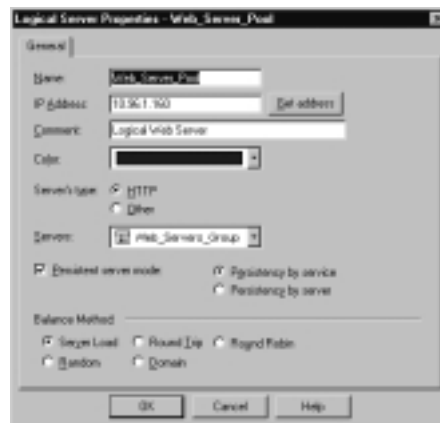 Logical Server Properties - Web_Server_Pool
General
Name: Web_Server_Pool
IP Address: 10.96.1.160 Get address
Comment: Logical Web Server
Color:
Server's type: HTTP
Other
Servers: Web_Servers_Group
Persistent server mode: Persistency by service
Persistency by server
Balance Method
Server Load Round Trip Round Robin
Random Domain
OK Cancel Help